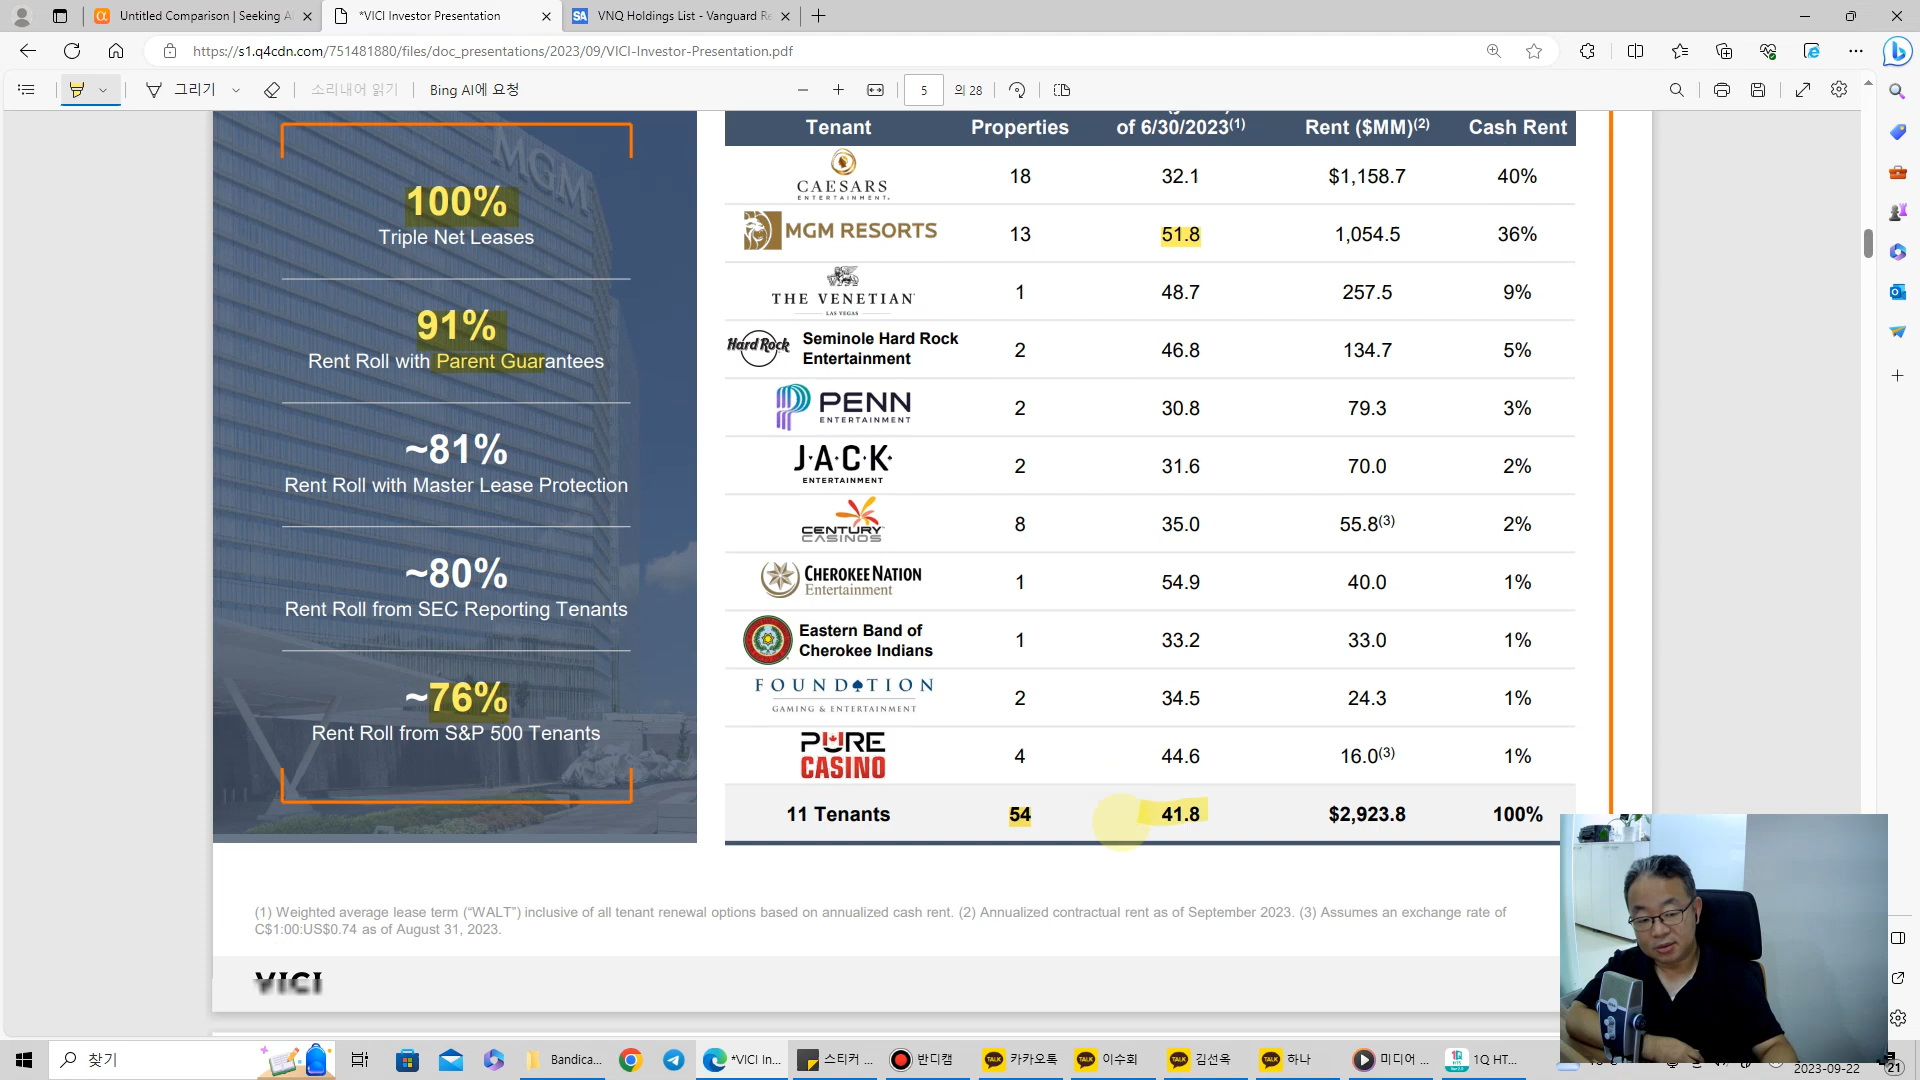 Untitled Comparison | Seeking A
*VICI Investor Presentation
SA
VNQ Holdings List - Vanguard Re
https://s1.q4cdn.com/751481880/files/doc_presentations/2023/09/VICI-Investor-Presentation.pdf
그리기
소리내어 읽기
Bing AI에 요청
5
의 28
MGM
100%
Triple Net Leases
91%
Rent Roll with Parent Guarantees
~81%
Rent Roll with Master Lease Protection
~80%
Rent Roll from SEC Reporting Tenants
~76%
Rent Roll from S&P 500 Tenants
Tenant Properties of 6/30/2023(1) Rent ($MM)(2) Cash Rent
CAESARS
ENTERTAINMENT.
18 32.1 $1,158.7 40%
MGM RESORTS 13 51.8 1,054.5 36%
THE VENETIAN
LAS VEGAS
1 48.7 257.5 9%
Hard Rock
Seminole Hard Rock
Entertainment
2 46.8 134.7 5%
PENN
ENTERTAINMENT
2 30.8 79.3 3%
J·A·C·K
ENTERTAINMENT
2 31.6 70.0 2%
CENTURY
CASINOS
8 35.0 55.8(3) 2%
CHEROKEE NATION
Entertainment
1 54.9 40.0 1%
Eastern Band of
Cherokee Indians
1 33.2 33.0 1%
FOUNDATION
GAMING & ENTERTAINMENT
2 34.5 24.3 1%
PURE
CASINO
4 44.6 16.0(3) 1%
11 Tenants 54 41.8 $2,923.8 100%
(1) Weighted average lease term ("WALT") inclusive of all tenant renewal options based on annualized cash rent. (2) Annualized contractual rent as of September 2023. (3) Assumes an exchange rate of
C$1:00:US$0.74 as of August 31, 2023.
VICI
찾기
Bandica...
*VICI In...
스티커 ...
반디캠
TALK
카카오톡
TALK
이수회
TALK
김선옥
TALK
하나
미디어 ...
1Q HT...
2023-09-22
21